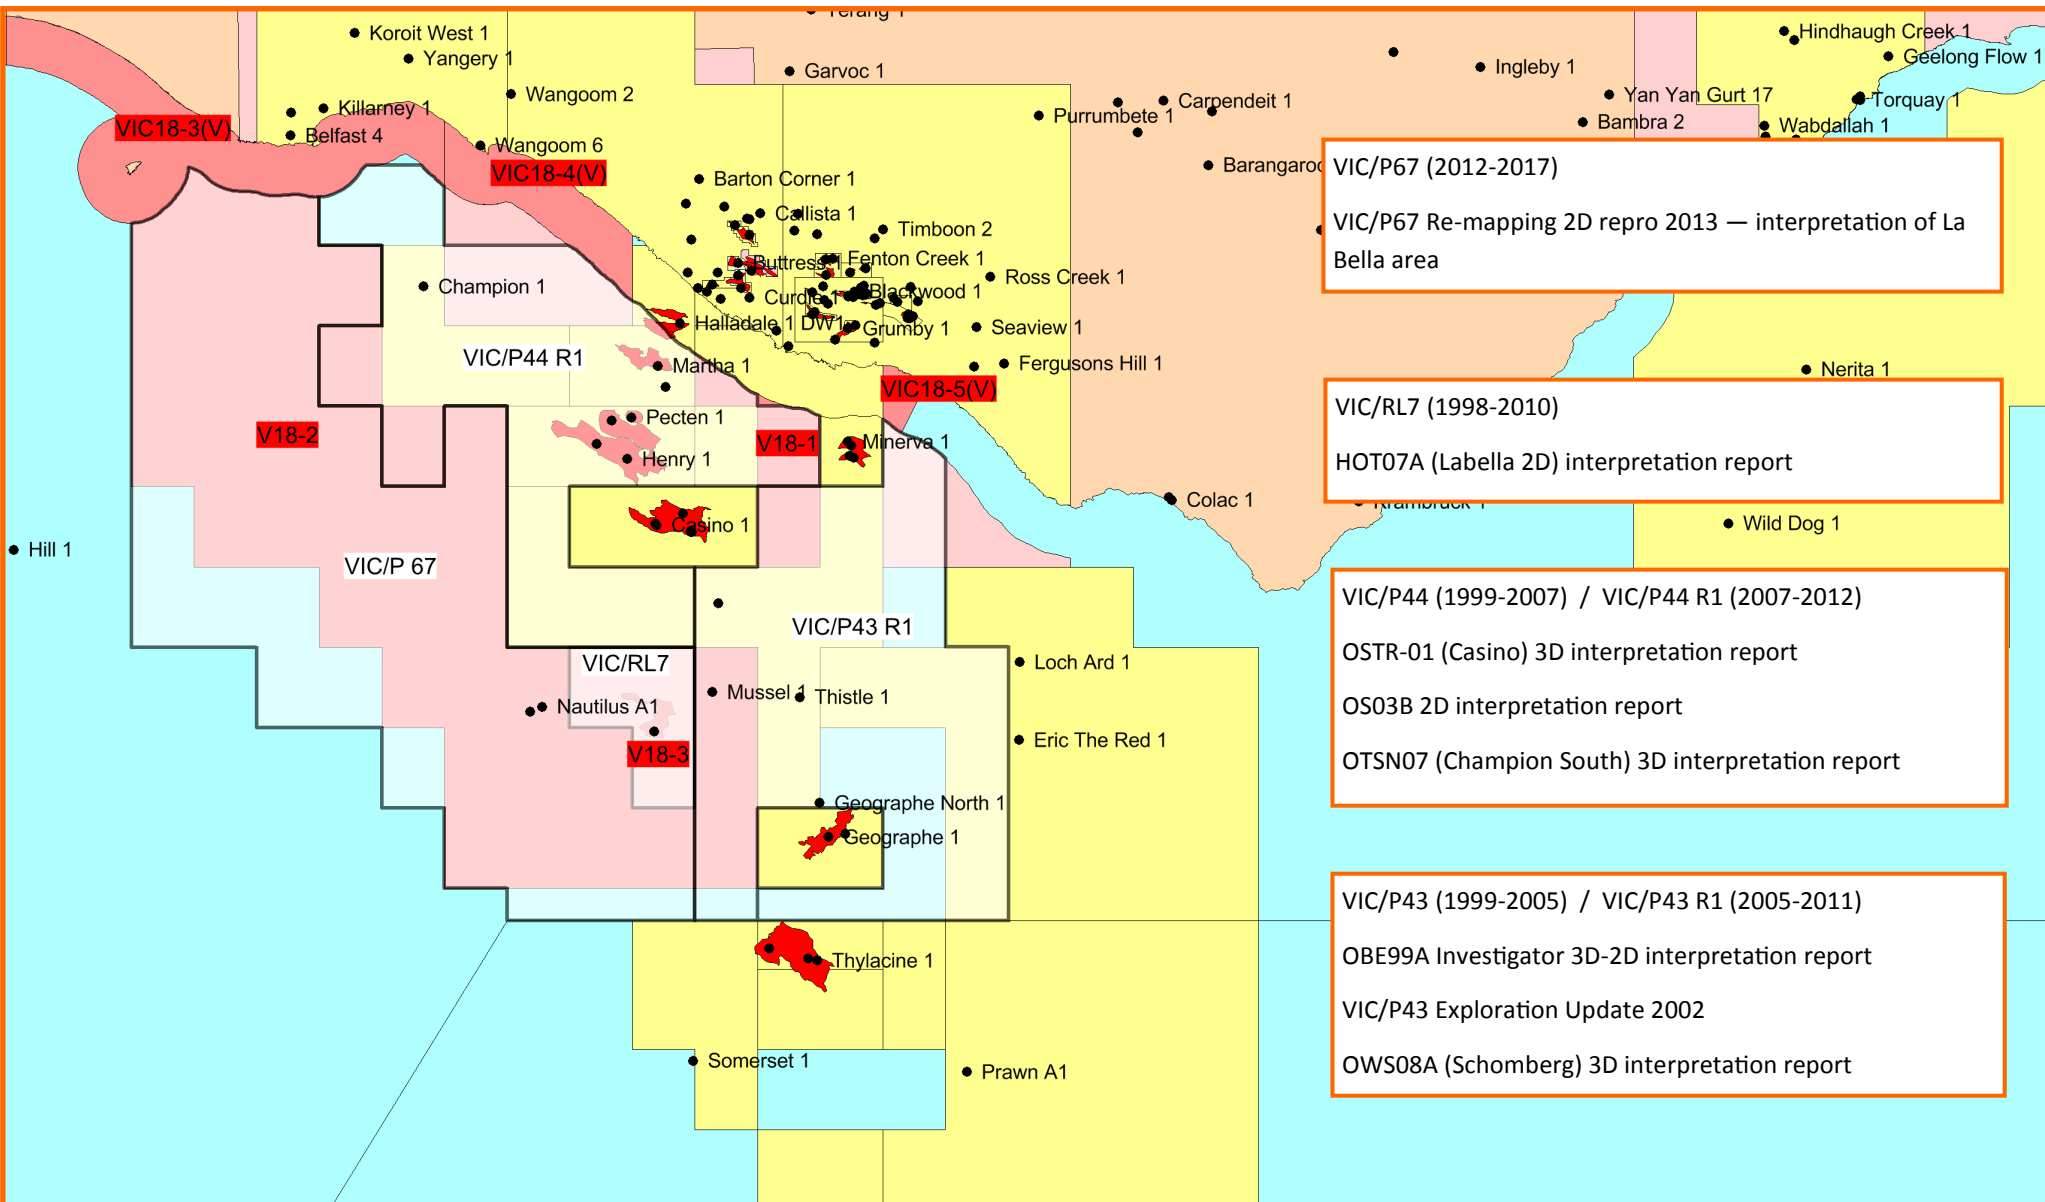 Terang 1
Koroit West 1
Hindhaugh Creek 1
Yangery 1
Geelong Flow 1
Garvoc 1
Ingleby 1
Wangoom 2
Yan Yan Gurt 17
Carpendeit 1
Torquay 1
Killarney 1
Purrumbete 1
Bambra 2
Wabdallah 1
VIC18-3(V)
Belfast 4
Wangoom 6
VIC18-4(V)
Barangaroo
Barton Corner 1
Callista 1
Timboon 2
Buttress 1
Fenton Creek 1
Ross Creek 1
Champion 1
Curdie 1
Blackwood 1
Halladale 1 DW1
Grumby 1
Seaview 1
VIC/P44 R1
Martha 1
Fergusons Hill 1
Nerita 1
VIC18-5(V)
Pecten 1
V18-2
V18-1
Minerva 1
Henry 1
Colac 1
Krambruck 1
Casino 1
Wild Dog 1
Hill 1
VIC/P 67
VIC/P43 R1
VIC/RL7
Loch Ard 1
Mussel 1
Thistle 1
Nautilus A1
Eric The Red 1
V18-3
Geographe North 1
Geographe 1
Thylacine 1
Somerset 1
Prawn A1
VIC/P67 (2012-2017)
VIC/P67 Re-mapping 2D repro 2013 — interpretation of La
Bella area
VIC/RL7 (1998-2010)
HOT07A (Labella 2D) interpretation report
VIC/P44 (1999-2007) / VIC/P44 R1 (2007-2012)
OSTR-01 (Casino) 3D interpretation report
OS03B 2D interpretation report
OTSN07 (Champion South) 3D interpretation report
VIC/P43 (1999-2005) / VIC/P43 R1 (2005-2011)
OBE99A Investigator 3D-2D interpretation report
VIC/P43 Exploration Update 2002
OWS08A (Schomberg) 3D interpretation report